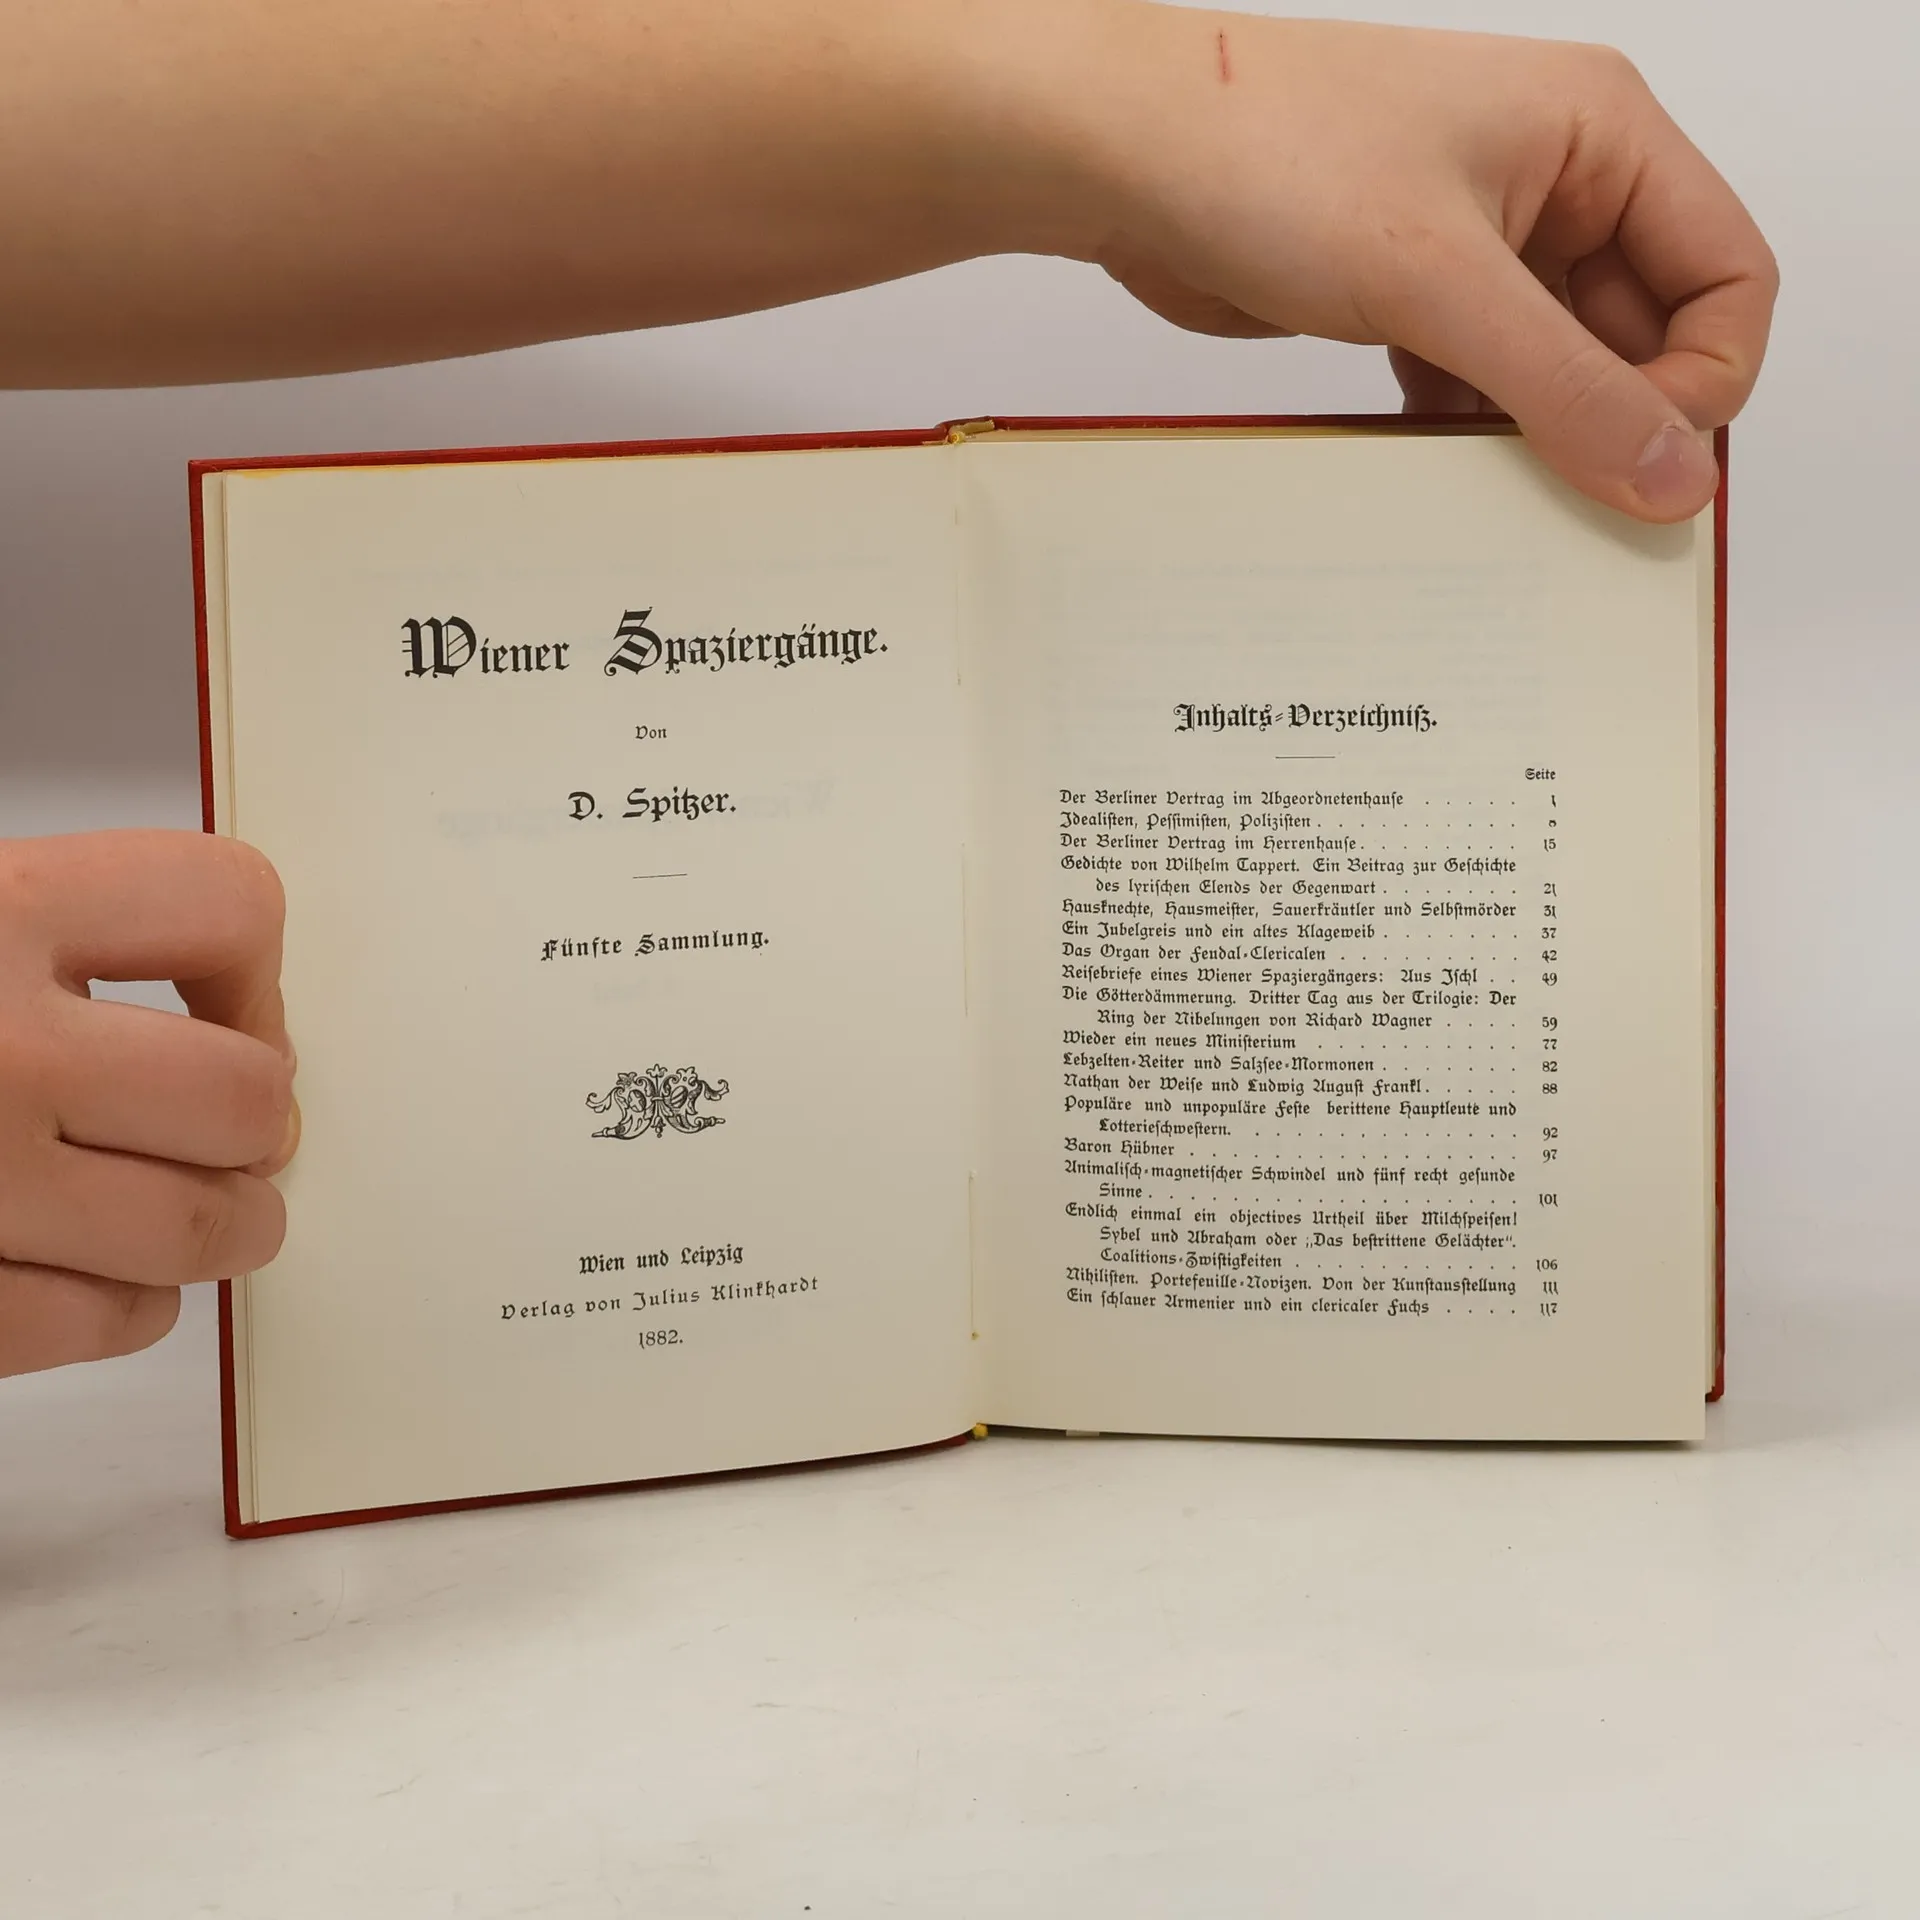 Wiener Spaziergänge.
Von
D. Spitzer.
Fünfte Sammlung.
Wien und Leipzig
Verlag von Julius Klinkhardt
1882.
Inhalts-Verzeichniß.
Seite
Der Berliner Vertrag im Abgeordnetenhause . . . . . 1
Idealisten, Pessimisten, Polizisten . . . . . . . . . .
Der Berliner Vertrag im Herrenhause . . . . . . . . 15
Gedichte von Wilhelm Tappert. Ein Beitrag zur Geschichte
des lyrischen Elends der Gegenwart . . . . . . . 21
Hausknechte, Hausmeister, Sauerkräutler und Selbstmörder 31
Ein Jubelgreis und ein altes Klageweib . . . . . . . 37
Das Organ der Feudal-Clericalen . . . . . . . . . 42
Reisebriefe eines Wiener Spaziergängers: Aus Ischl . . 49
Die Götterdämmerung. Dritter Tag aus der Trilogie: Der
Ring der Nibelungen von Richard Wagner . . . . 59
Wieder ein neues Ministerium . . . . . . . . . . 77
Lebzelten-Reiter und Salzsee-Mormonen . . . . . . . 82
Nathan der Weise und Ludwig August Frankl . . . . . 88
Populäre und unpopuläre Feste berittene Hauptleute und
Lotterieschwestern. . . . . . . . . . . . . . 92
Baron Hübner . . . . . . . . . . . . . . . . 97
Animalisch-magnetischer Schwindel und fünf recht gesunde
Sinne . . . . . . . . . . . . . . . . . . 101
Endlich einmal ein objectives Urtheil über Milchspeisen!
Sybel und Abraham oder „Das bestrittene Gelächter“.
Coalitions-Zwistigkeiten . . . . . . . . . . . 106
Nihilisten. Portefeuille-Novizen. Von der Kunstausstellung 111
Ein schlauer Armenier und ein clericaler Fuchs . . . . 117